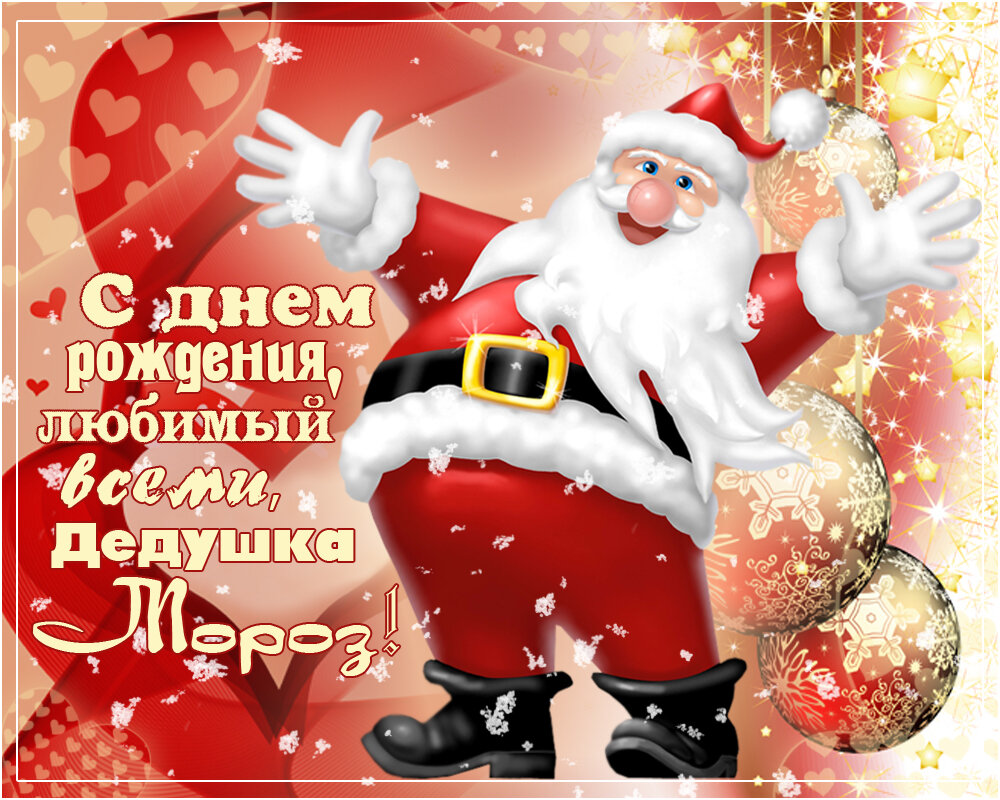 С днем
рождения,
любимый
всеми,
Дедушка
Мороз!